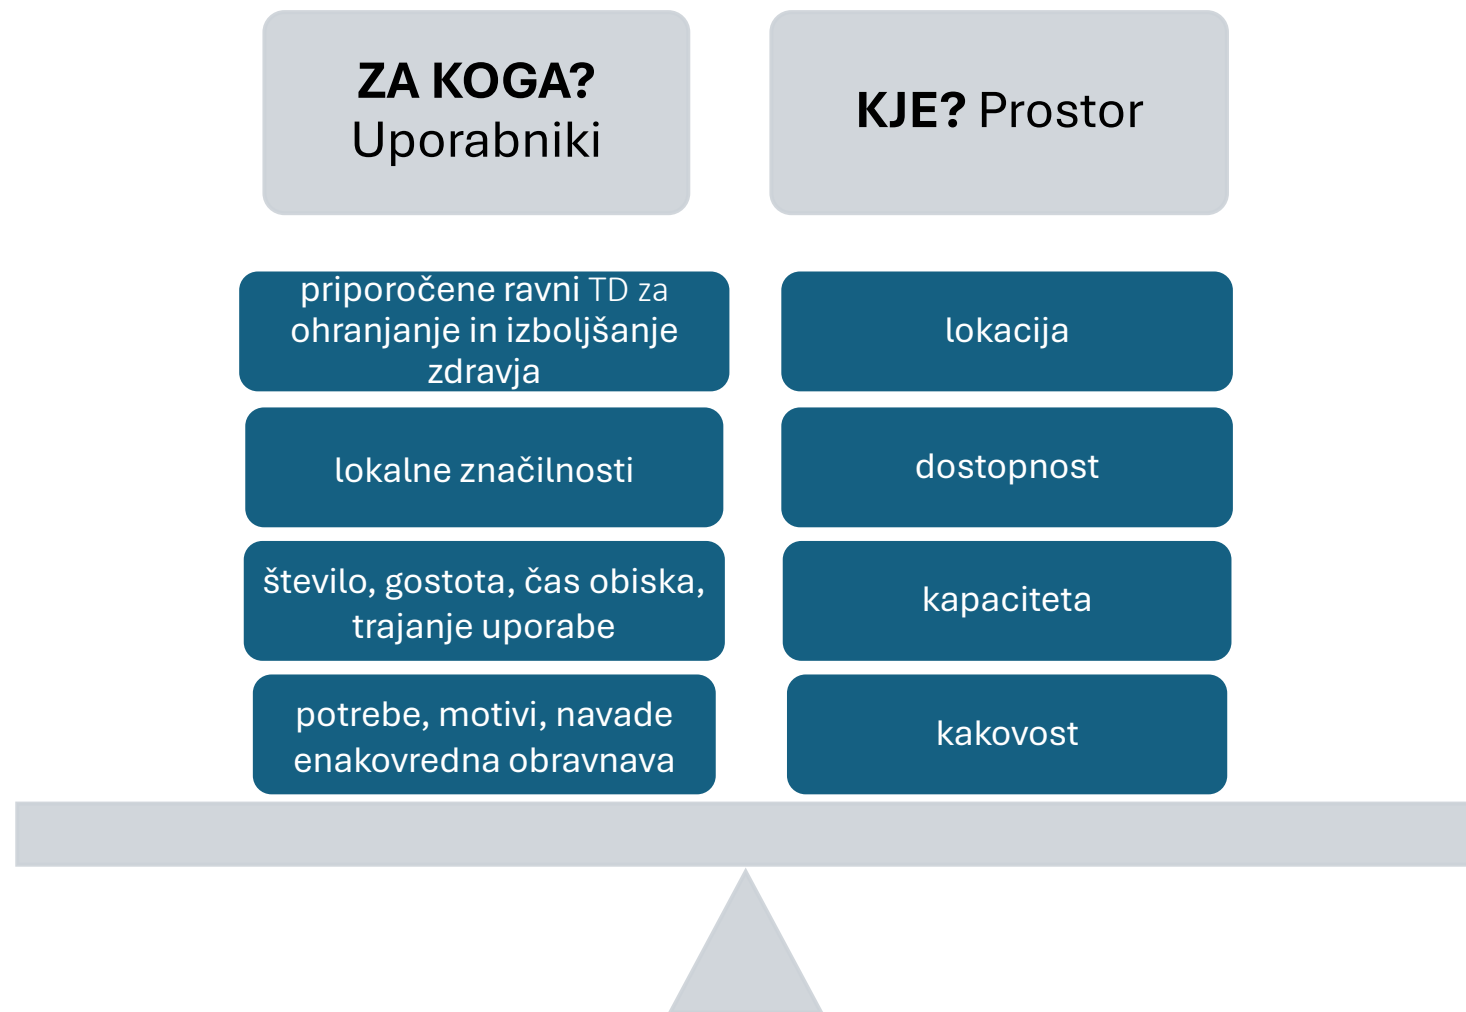 ZA KOGA?
Uporabniki
priporočene ravni TD za
ohranjanje in izboljšanje
zdravja
lokalne značilnosti
število, gostota, čas obiska,
trajanje uporabe
potrebe, motivi, navade
enakovredna obravnava
KJE? Prostor
lokacija
dostopnost
kapaciteta
kakovost